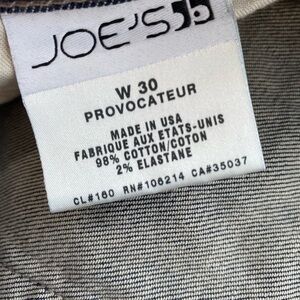 JOE'S
W 30
PROVOCATEUR
MADE IN USA
FABRIQUE AUX ETATS-UNIS
98% COTTON/COTON
2% ELASTANE
CL#160 RN#106214 CA#35037